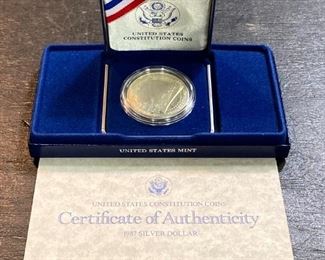 UNITED STATES
CONSTITUTION COINS
UNITED STATES MINT
UNITED STATES CONSTITUTION COINS
Certificate of Authenticity
1987 SILVER DOLLAR